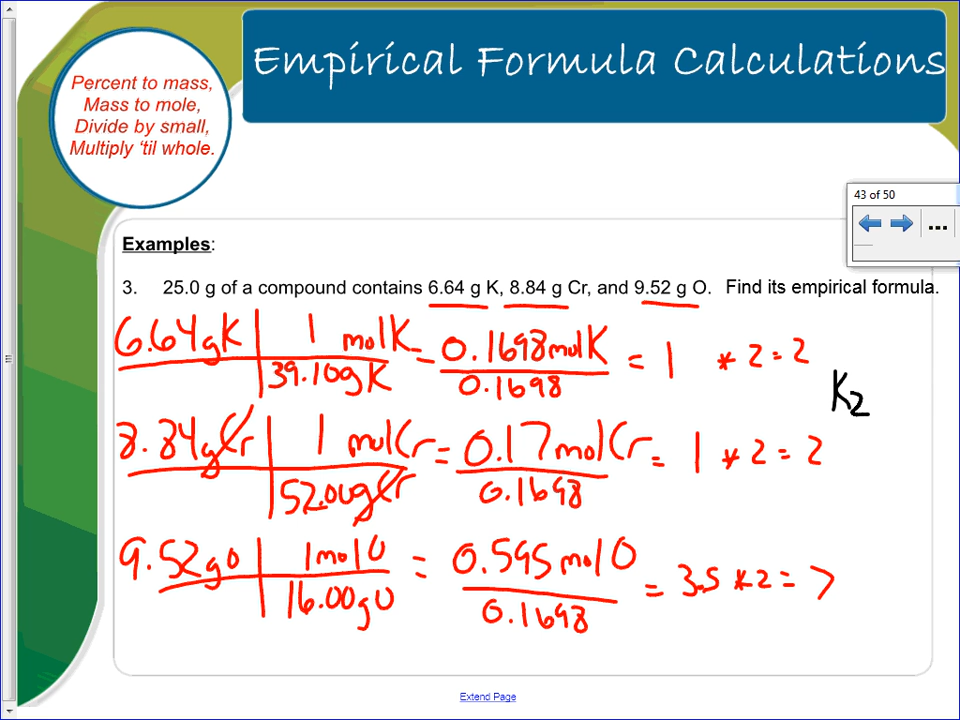 Empirical Formula Calculations
Percent to mass,
Mass to mole,
Divide by small,
Multiply 'til whole.
43 of 50
...
Examples:
3. 25.0 g of a compound contains 6.64 g K, 8.84 g Cr, and 9.52 g O. Find its empirical formula.
6.64gK | 1 molK = 0.1698molK = 1 * 2 = 2
39.10gK 0.1698
K2
8.84gCr | 1 molCr = 0.17molCr = 1 * 2 = 2
52.00gCr 0.1698
9.52gO | 1molO = 0.595molO = 3.5 * 2 = 7
16.00gO 0.1698
Extend Page